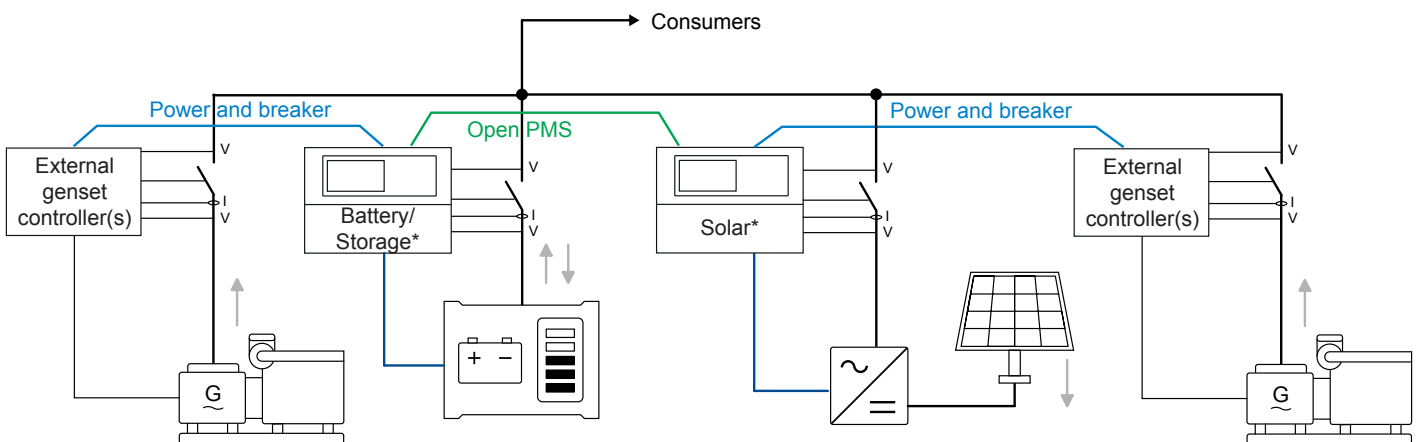 Consumers
Power and breaker
Open PMS
Power and breaker
External
genset
controller(s)
V
I
V
Battery/
Storage*
V
I
V
Solar*
V
I
V
External
genset
controller(s)
V
I
V
G
+ −
G